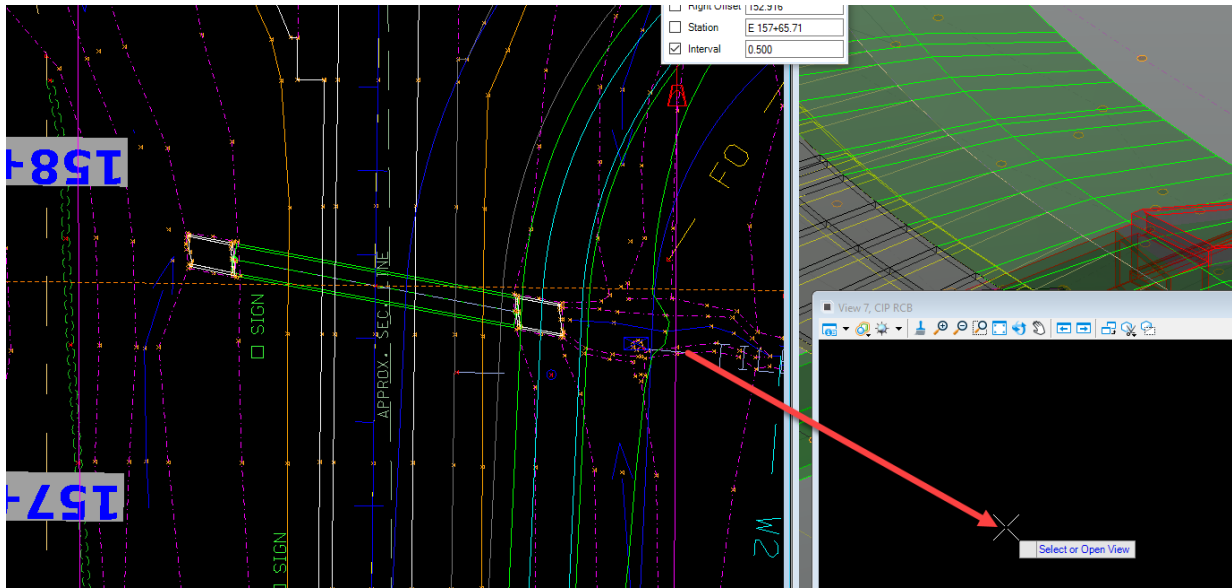 Right Offset 152.916
Station E 157+65.71
Interval 0.500
158+
FO
SIGN
APPROX. SEC. LINE
View 7, CIP RCB
Select or Open View
157+
SIGN
W2